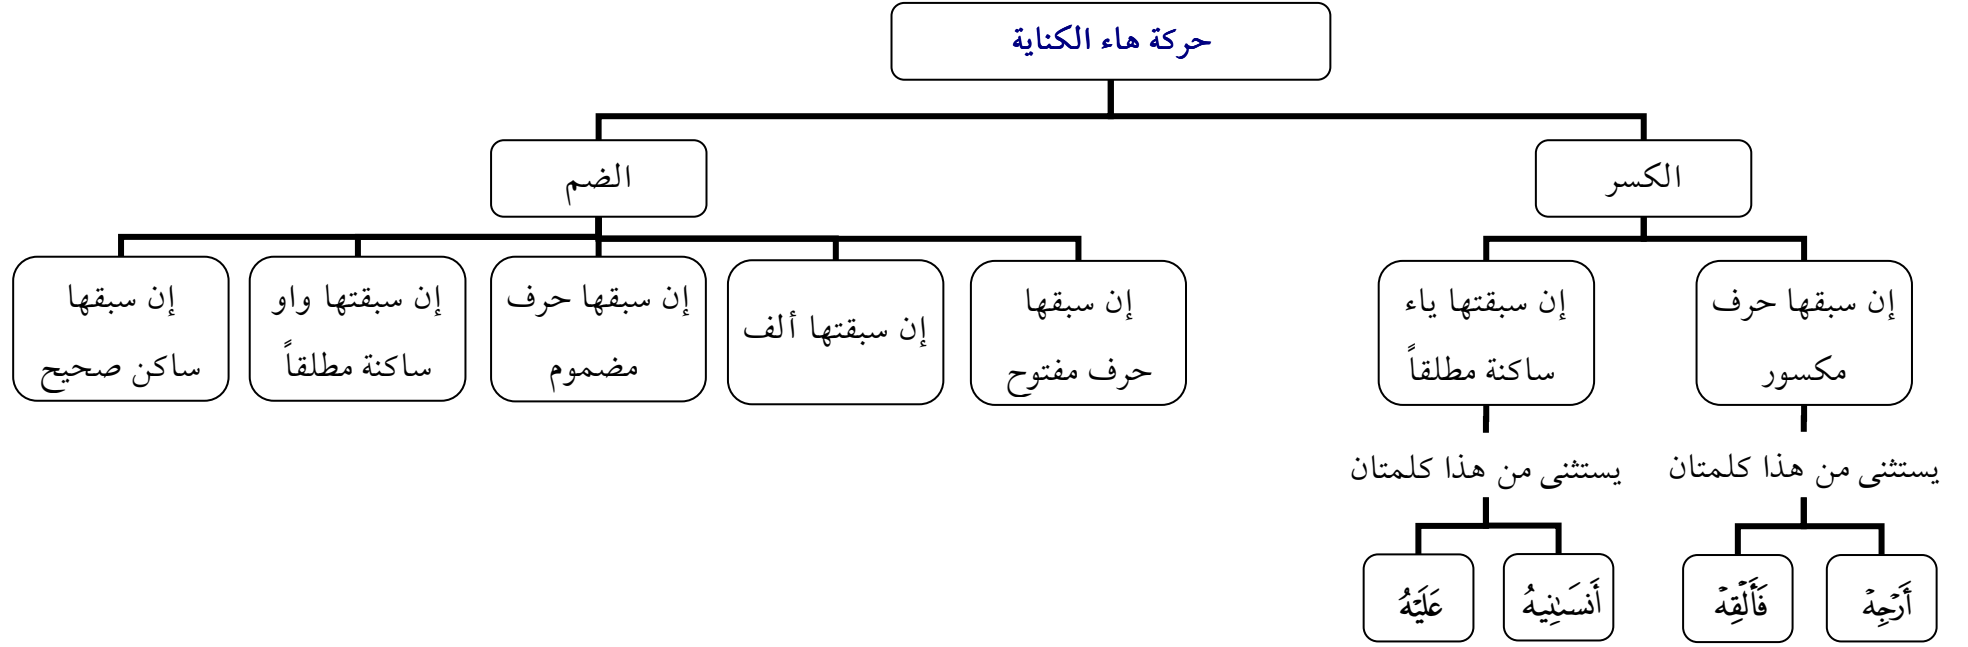 حركة هاء الكناية
الكسر
الضم
إن سبقها حرف
مكسور
إن سبقتها ياء
ساكنة مطلقاً
إن سبقها
حرف مفتوح
إن سبقتها ألف
إن سبقها حرف
مضموم
إن سبقتها واو
ساكنة مطلقاً
إن سبقها
ساكن صحيح
يستثنى من هذا كلمتان
يستثنى من هذا كلمتان
أَرۡجِهۡ
فَأَلۡقِهۡ
أَنسَىٰنِيهُ
عَلَيۡهُ